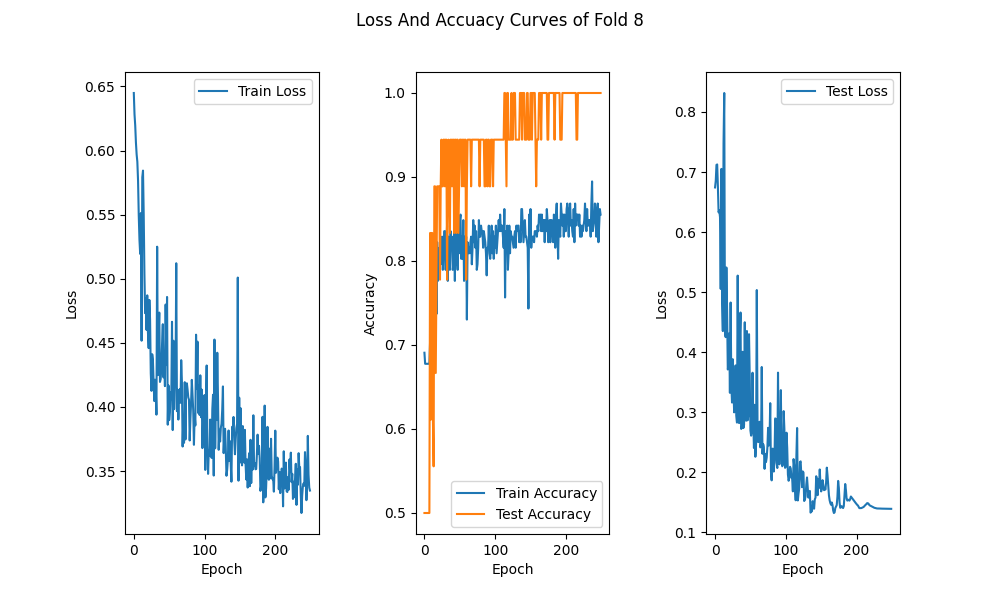 Loss And Accuacy Curves of Fold 8
Train Loss
0.65
0.60
0.55
0.50
0.45
0.40
0.35
Loss
0
100
200
Epoch
1.0
0.9
0.8
0.7
0.6
0.5
Accuracy
Train Accuracy
Test Accuracy
0
100
200
Epoch
Test Loss
0.8
0.7
0.6
0.5
0.4
0.3
0.2
0.1
Loss
0
100
200
Epoch